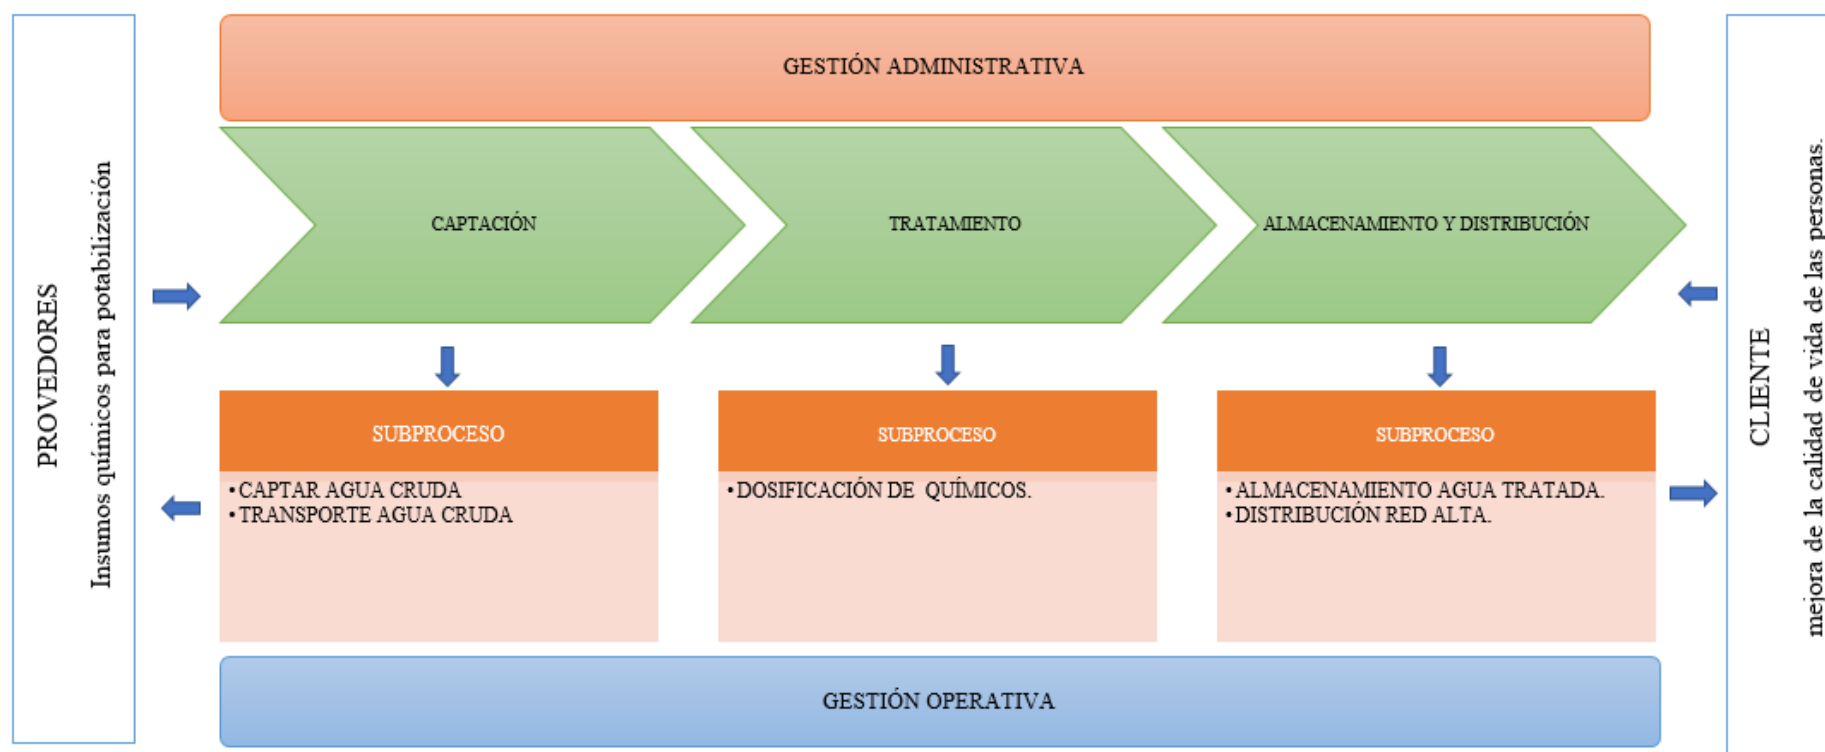 GESTIÓN ADMINISTRATIVA
PROVEDORES
Insumos químicos para potabilización
CAPTACIÓN
TRATAMIENTO
ALMACENAMIENTO Y DISTRIBUCIÓN
SUBPROCESO
•CAPTAR AGUA CRUDA
•TRANSPORTE AGUA CRUDA
SUBPROCESO
•DOSIFICACIÓN DE QUÍMICOS.
SUBPROCESO
•ALMACENAMIENTO AGUA TRATADA.
•DISTRIBUCIÓN RED ALTA.
CLIENTE
mejora de la calidad de vida de las personas.
GESTIÓN OPERATIVA